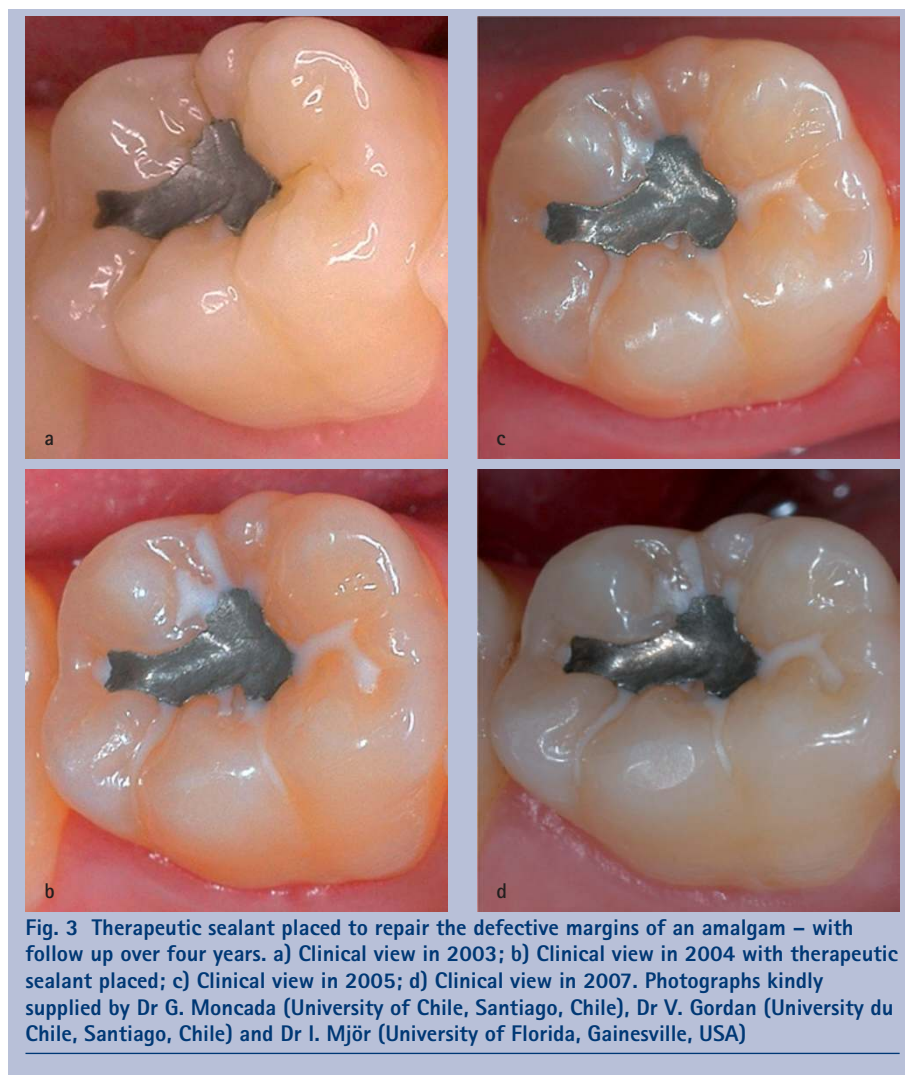 a
c
b
d
Fig. 3 Therapeutic sealant placed to repair the defective margins of an amalgam – with
follow up over four years. a) Clinical view in 2003; b) Clinical view in 2004 with therapeutic
sealant placed; c) Clinical view in 2005; d) Clinical view in 2007. Photographs kindly
supplied by Dr G. Moncada (University of Chile, Santiago, Chile), Dr V. Gordan (University du
Chile, Santiago, Chile) and Dr I. Mjör (University of Florida, Gainesville, USA)